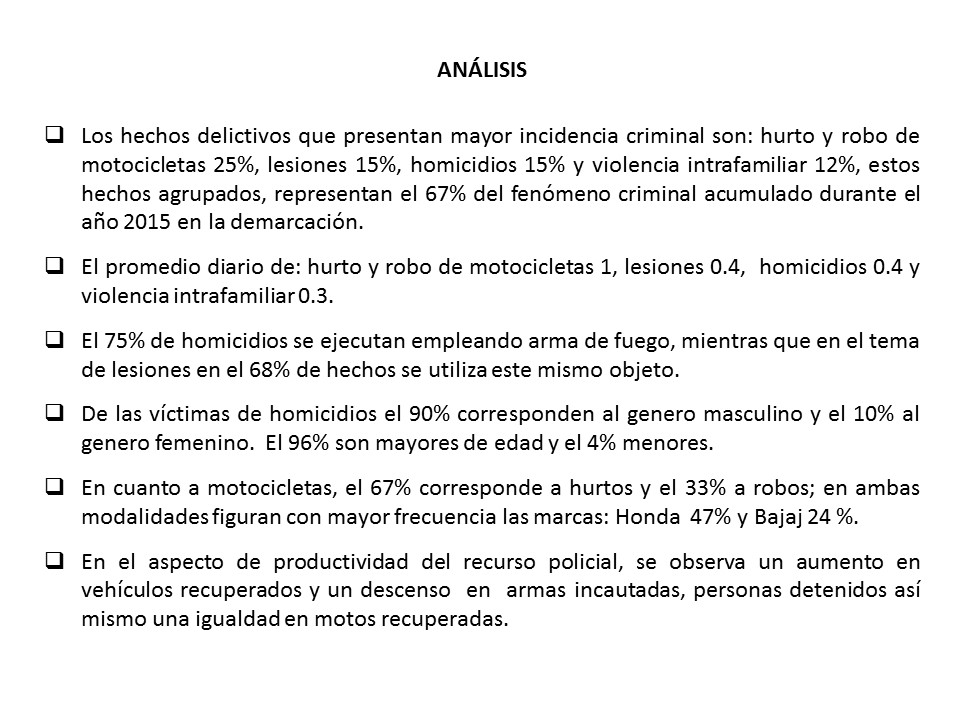 ANÁLISIS
❑ Los hechos delictivos que presentan mayor incidencia criminal son: hurto y robo de
motocicletas 25%, lesiones 15%, homicidios 15% y violencia intrafamiliar 12%, estos
hechos agrupados, representan el 67% del fenómeno criminal acumulado durante el
año 2015 en la demarcación.
❑ El promedio diario de: hurto y robo de motocicletas 1, lesiones 0.4, homicidios 0.4 y
violencia intrafamiliar 0.3.
❑ El 75% de homicidios se ejecutan empleando arma de fuego, mientras que en el tema
de lesiones en el 68% de hechos se utiliza este mismo objeto.
❑ De las víctimas de homicidios el 90% corresponden al genero masculino y el 10% al
genero femenino. El 96% son mayores de edad y el 4% menores.
❑ En cuanto a motocicletas, el 67% corresponde a hurtos y el 33% a robos; en ambas
modalidades figuran con mayor frecuencia las marcas: Honda 47% y Bajaj 24 %.
❑ En el aspecto de productividad del recurso policial, se observa un aumento en
vehículos recuperados y un descenso en armas incautadas, personas detenidos así
mismo una igualdad en motos recuperadas.